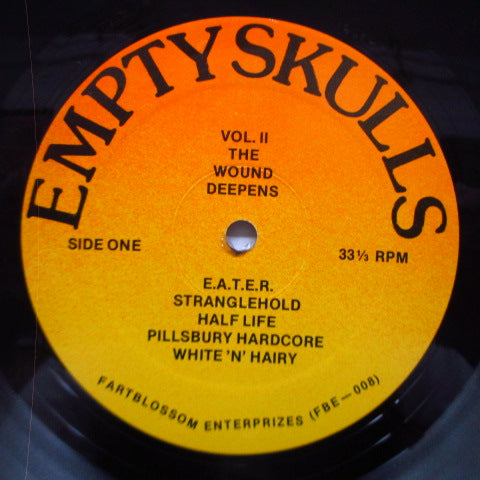 EMPTY SKULLS
VOL. II
THE
WOUND
DEEPENS
SIDE ONE
33⅓ RPM
E.A.T.E.R.
STRANGLEHOLD
HALF LIFE
PILLSBURY HARDCORE
WHITE 'N' HAIRY
FARTBLOSSOM ENTERPRIZES (FBE—008)